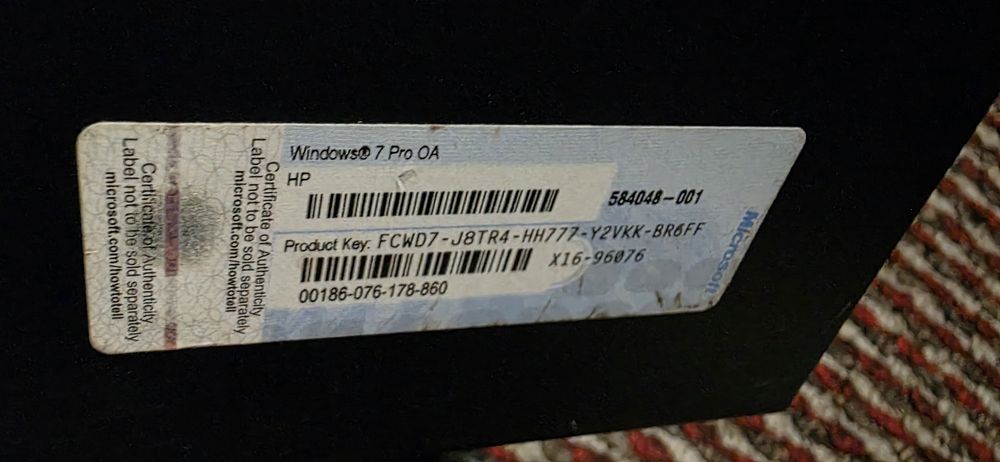 Certificate of Authenticity
Label not to be sold separately
microsoft.com/howtotell
Certificate of Authenticity
Label not to be sold separately
microsoft.com/howtotell
Windows® 7 Pro OA
HP
584048-001
Product Key: FCWD7-J8TR4-HH777-Y2VKK-BR6FF
X16-96076
00186-076-178-860
Microsoft